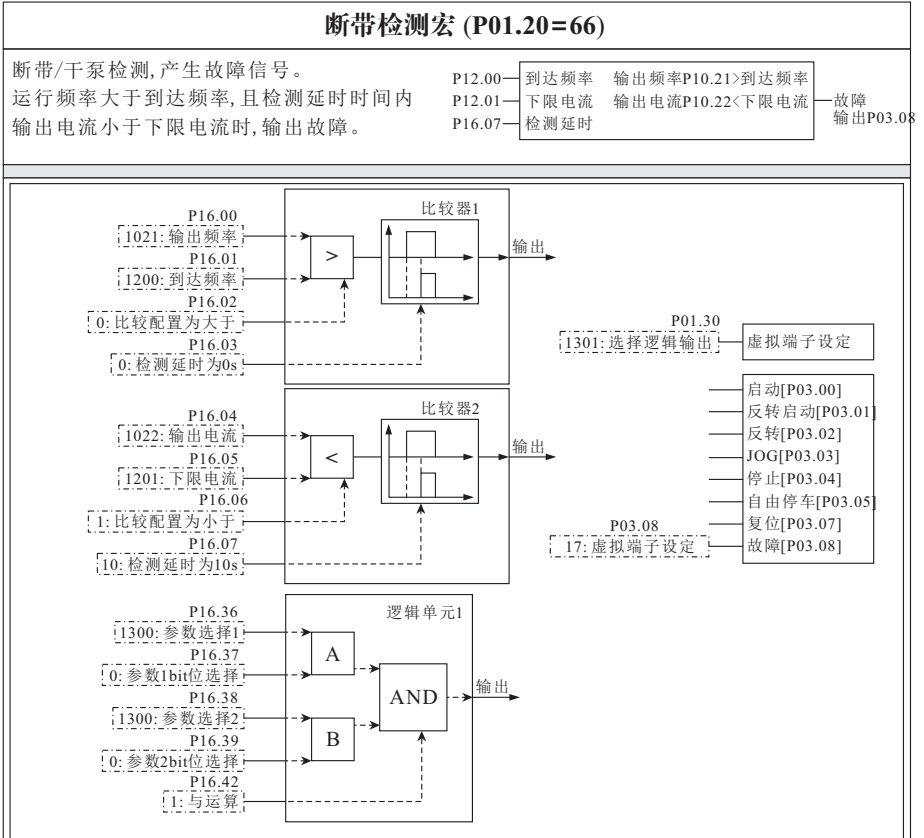 断带检测宏 (P01.20=66)
断带/干泵检测,产生故障信号。
运行频率大于到达频率,且检测延时时间内
输出电流小于下限电流时,输出故障。
P12.00 到达频率 输出频率P10.21>到达频率
P12.01 下限电流 输出电流P10.22<下限电流 故障
P16.07 检测延时 输出P03.08
比较器1
P16.00
1021:输出频率
P16.01
1200:到达频率
>
输出
P16.02
0:比较配置为大于
P16.03
0:检测延时为0s
比较器2
P16.04
1022:输出电流
P16.05
1201:下限电流
<
输出
P16.06
1:比较配置为小于
P16.07
10:检测延时为10s
逻辑单元1
P16.36
1300:参数选择1
A
P16.37
0:参数1bit位选择
AND
输出
P16.38
1300:参数选择2
B
P16.39
0:参数2bit位选择
P16.42
1:与运算
P01.30
1301:选择逻辑输出
虚拟端子设定
启动[P03.00]
反转启动[P03.01]
反转[P03.02]
JOG[P03.03]
停止[P03.04]
自由停车[P03.05]
复位[P03.07]
P03.08
17:虚拟端子设定
故障[P03.08]